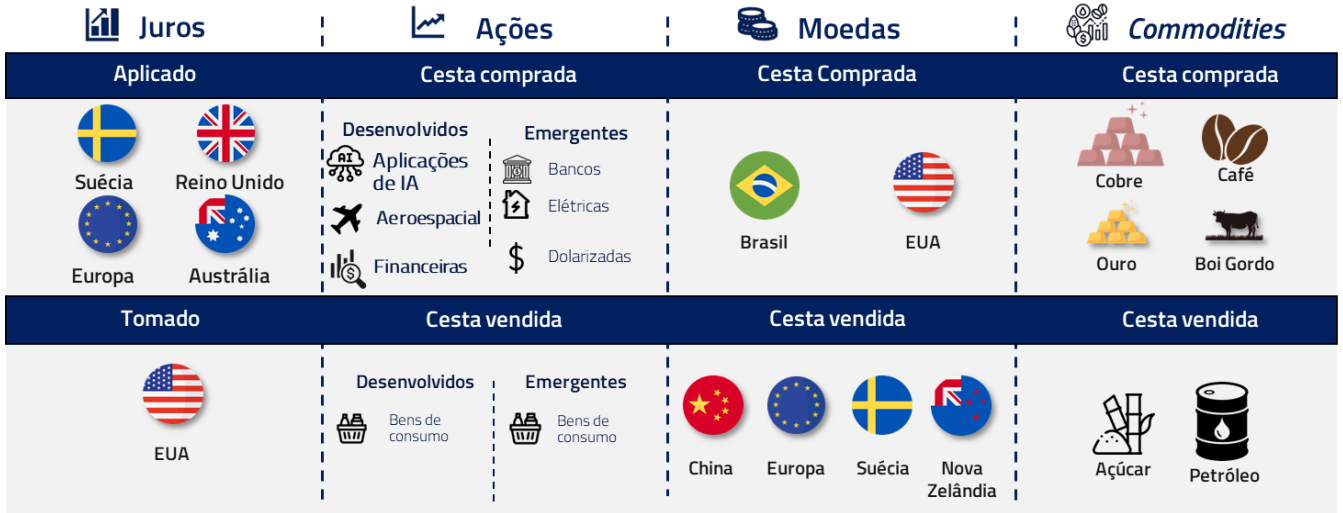 Juros
Ações
Moedas
Commodities
Aplicado
Cesta comprada
Cesta Comprada
Cesta comprada
Suécia
Reino Unido
Europa
Austrália
Desenvolvidos
AI
Aplicações
de IA
Aeroespacial
Financeiras
Emergentes
Bancos
Elétricas
$
Dolarizadas
Brasil
EUA
Cobre
Café
Ouro
Boi Gordo
Tomado
Cesta vendida
Cesta vendida
Cesta vendida
EUA
Desenvolvidos
Bens de
consumo
Emergentes
Bens de
consumo
China
Europa
Suécia
Nova
Zelândia
Açúcar
Petróleo